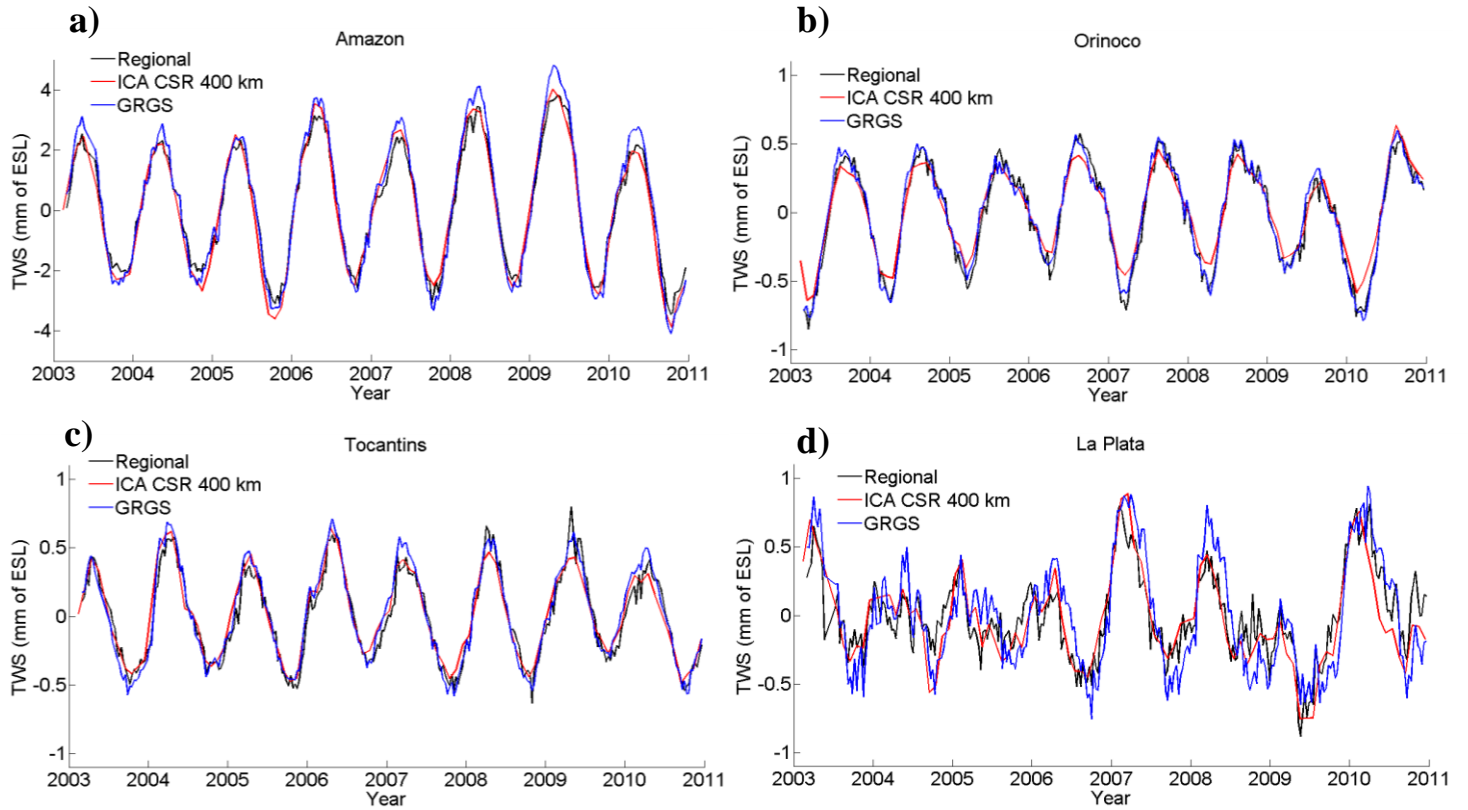 a)
Amazon
Regional
ICA CSR 400 km
GRGS
TWS (mm of ESL)
4
2
0
-2
-4
2003 2004 2005 2006 2007 2008 2009 2010 2011
Year
b)
Orinoco
Regional
ICA CSR 400 km
GRGS
TWS (mm of ESL)
1
0.5
0
-0.5
-1
2003 2004 2005 2006 2007 2008 2009 2010 2011
Year
c)
Tocantins
Regional
ICA CSR 400 km
GRGS
TWS (mm of ESL)
1
0.5
0
-0.5
-1
2003 2004 2005 2006 2007 2008 2009 2010 2011
Year
d)
La Plata
Regional
ICA CSR 400 km
GRGS
TWS (mm of ESL)
1
0.5
0
-0.5
-1
2003 2004 2005 2006 2007 2008 2009 2010 2011
Year